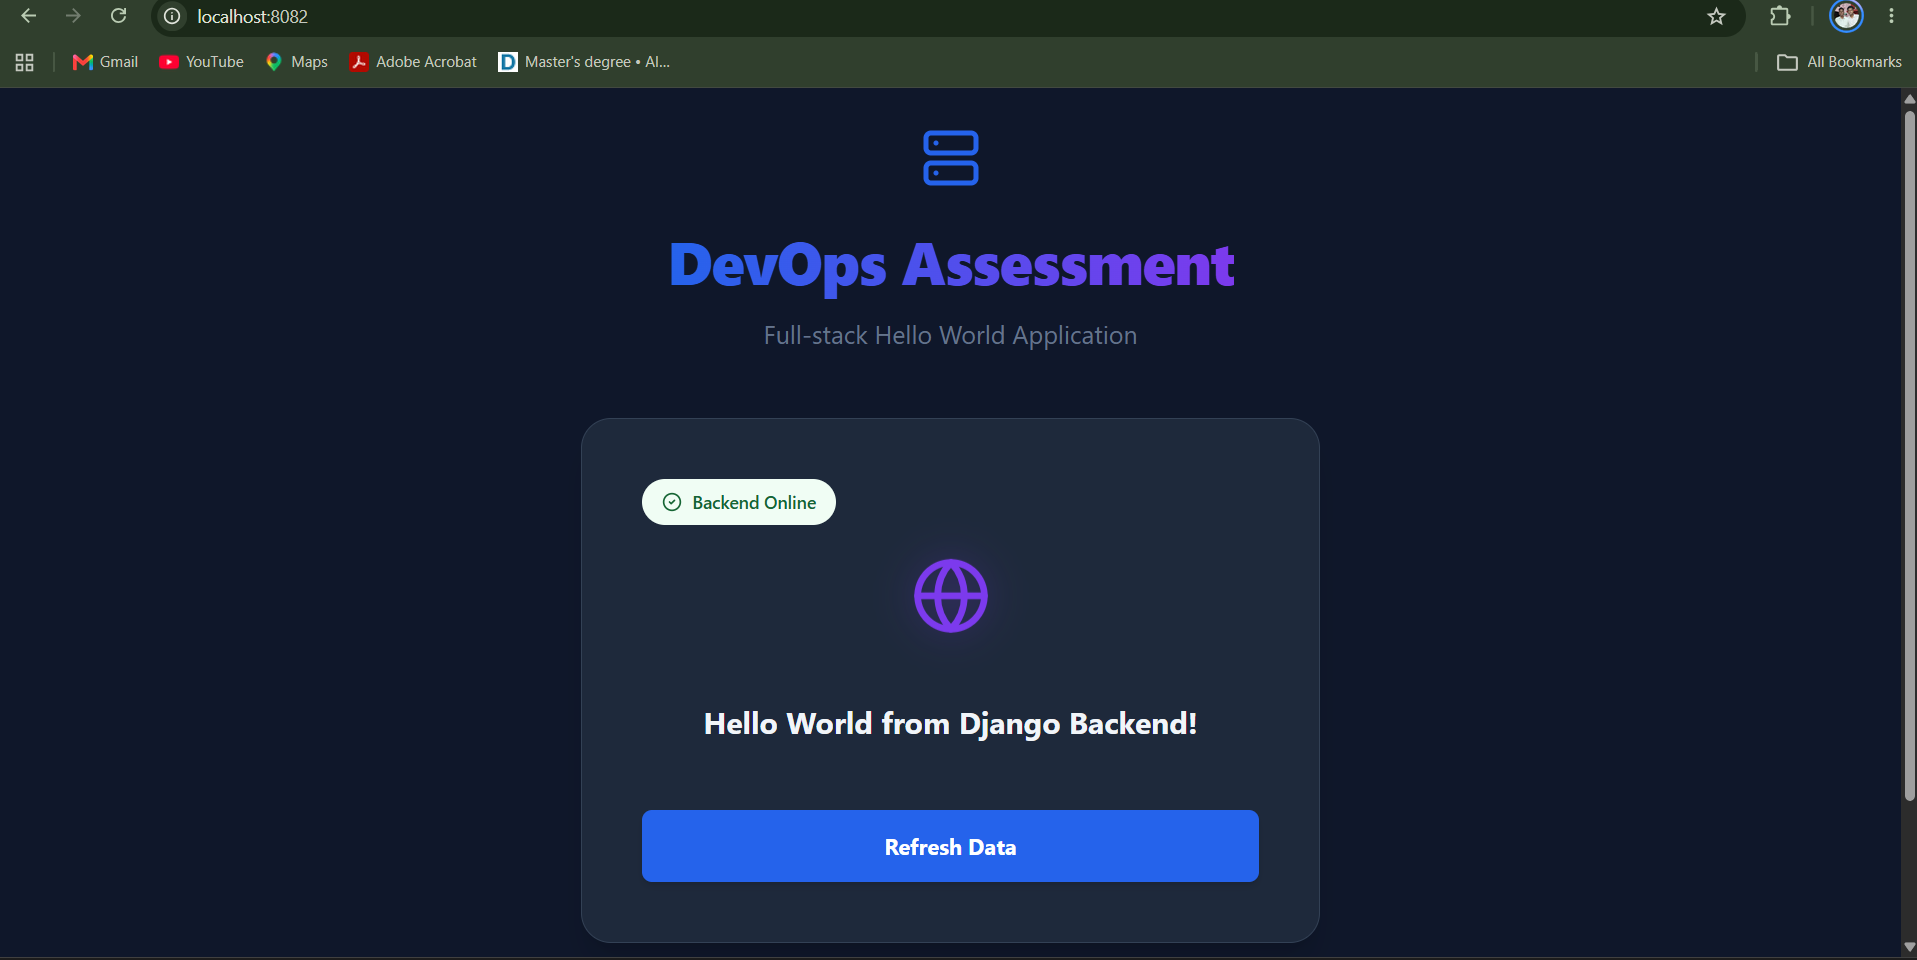 localhost:8082
Gmail YouTube Maps Adobe Acrobat Master's degree • AI... All Bookmarks
DevOps Assessment
Full-stack Hello World Application
Backend Online
Hello World from Django Backend!
Refresh Data